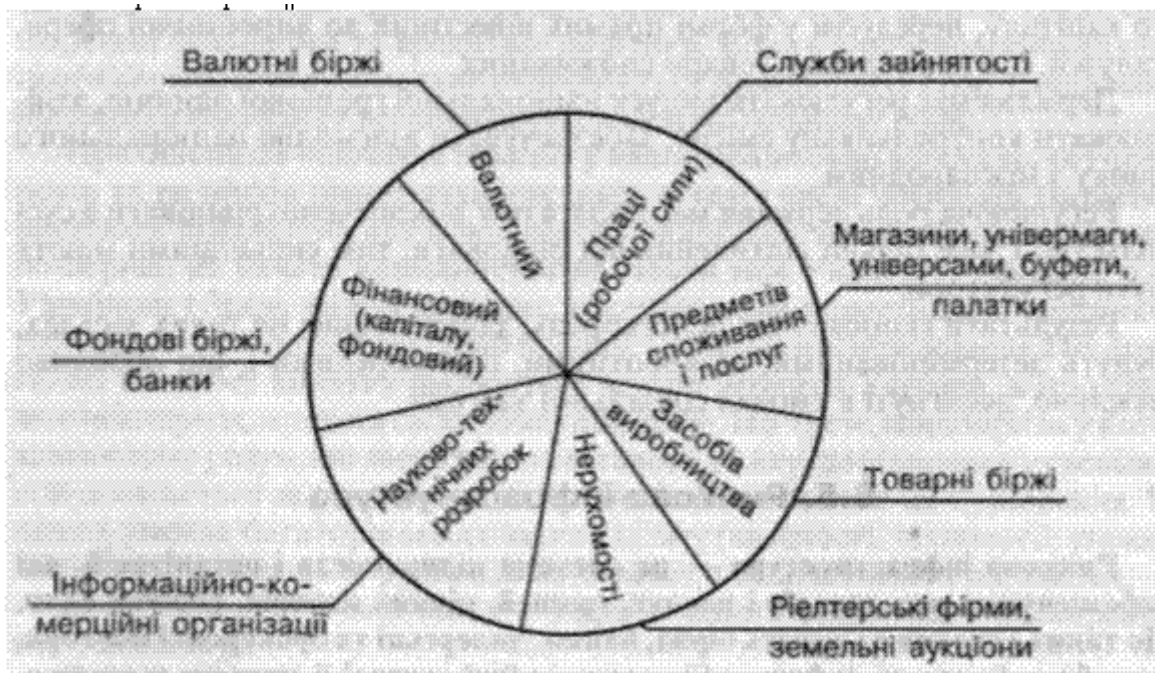 Валютні біржі
Служби зайнятості
Валютний
Праці
(робочої сили)
Магазини, універмаги,
універсами, буфети,
палатки
Предметів
споживання
і послуг
Фінансовий
(капіталу,
фондовий)
Фондові біржі,
банки
Засобів
виробництва
Товарні біржі
Нерухомості
Науково-тех-
нічних
розробок
Інформаційно-ко-
мерційні організації
Ріелтерські фірми,
земельні аукціони